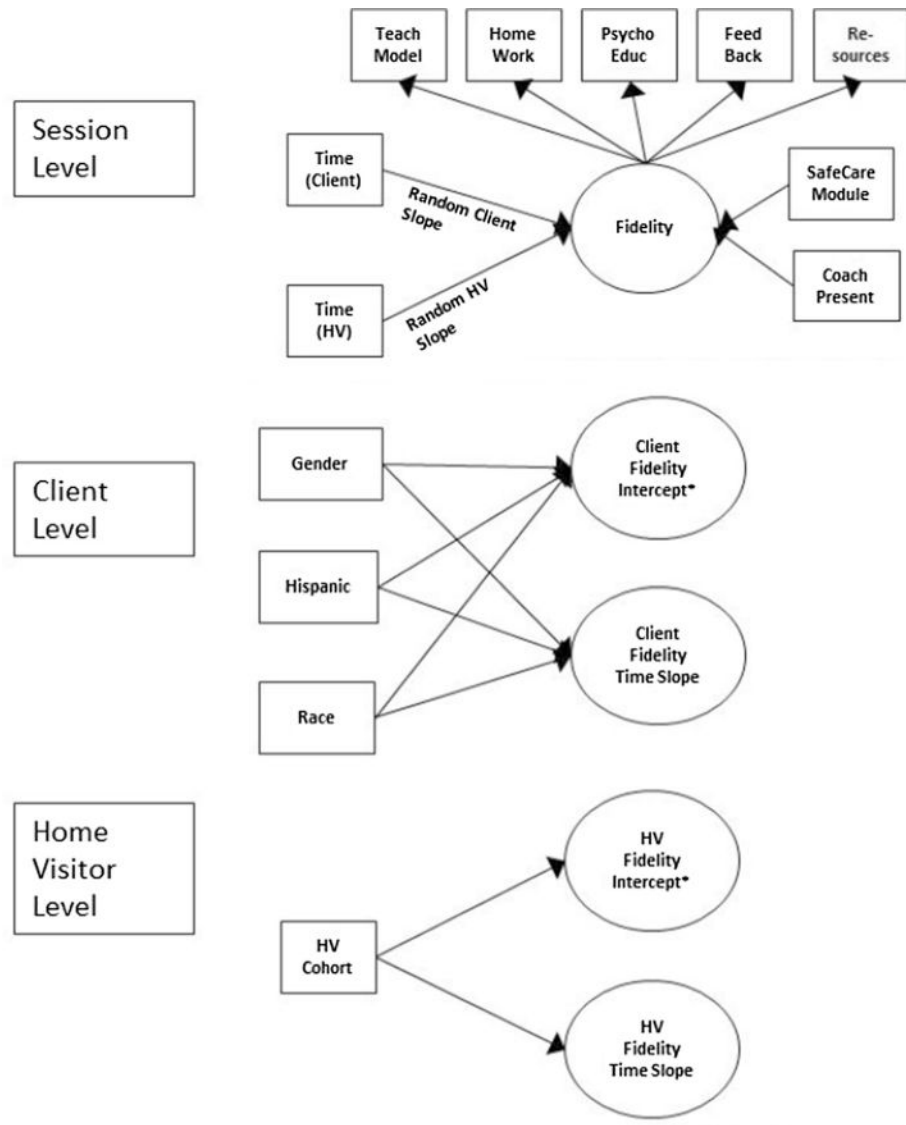 Teach
Model
Home
Work
Psycho
Educ
Feed
Back
Re-
sources
Session
Level
Time
(Client)
Random Client
Slope
Fidelity
SafeCare
Module
Time
(HV)
Random HV
Slope
Coach
Present
Client
Level
Gender
Client
Fidelity
Intercept*
Hispanic
Client
Fidelity
Time Slope
Race
Home
Visitor
Level
HV
Fidelity
Intercept*
HV
Cohort
HV
Fidelity
Time Slope